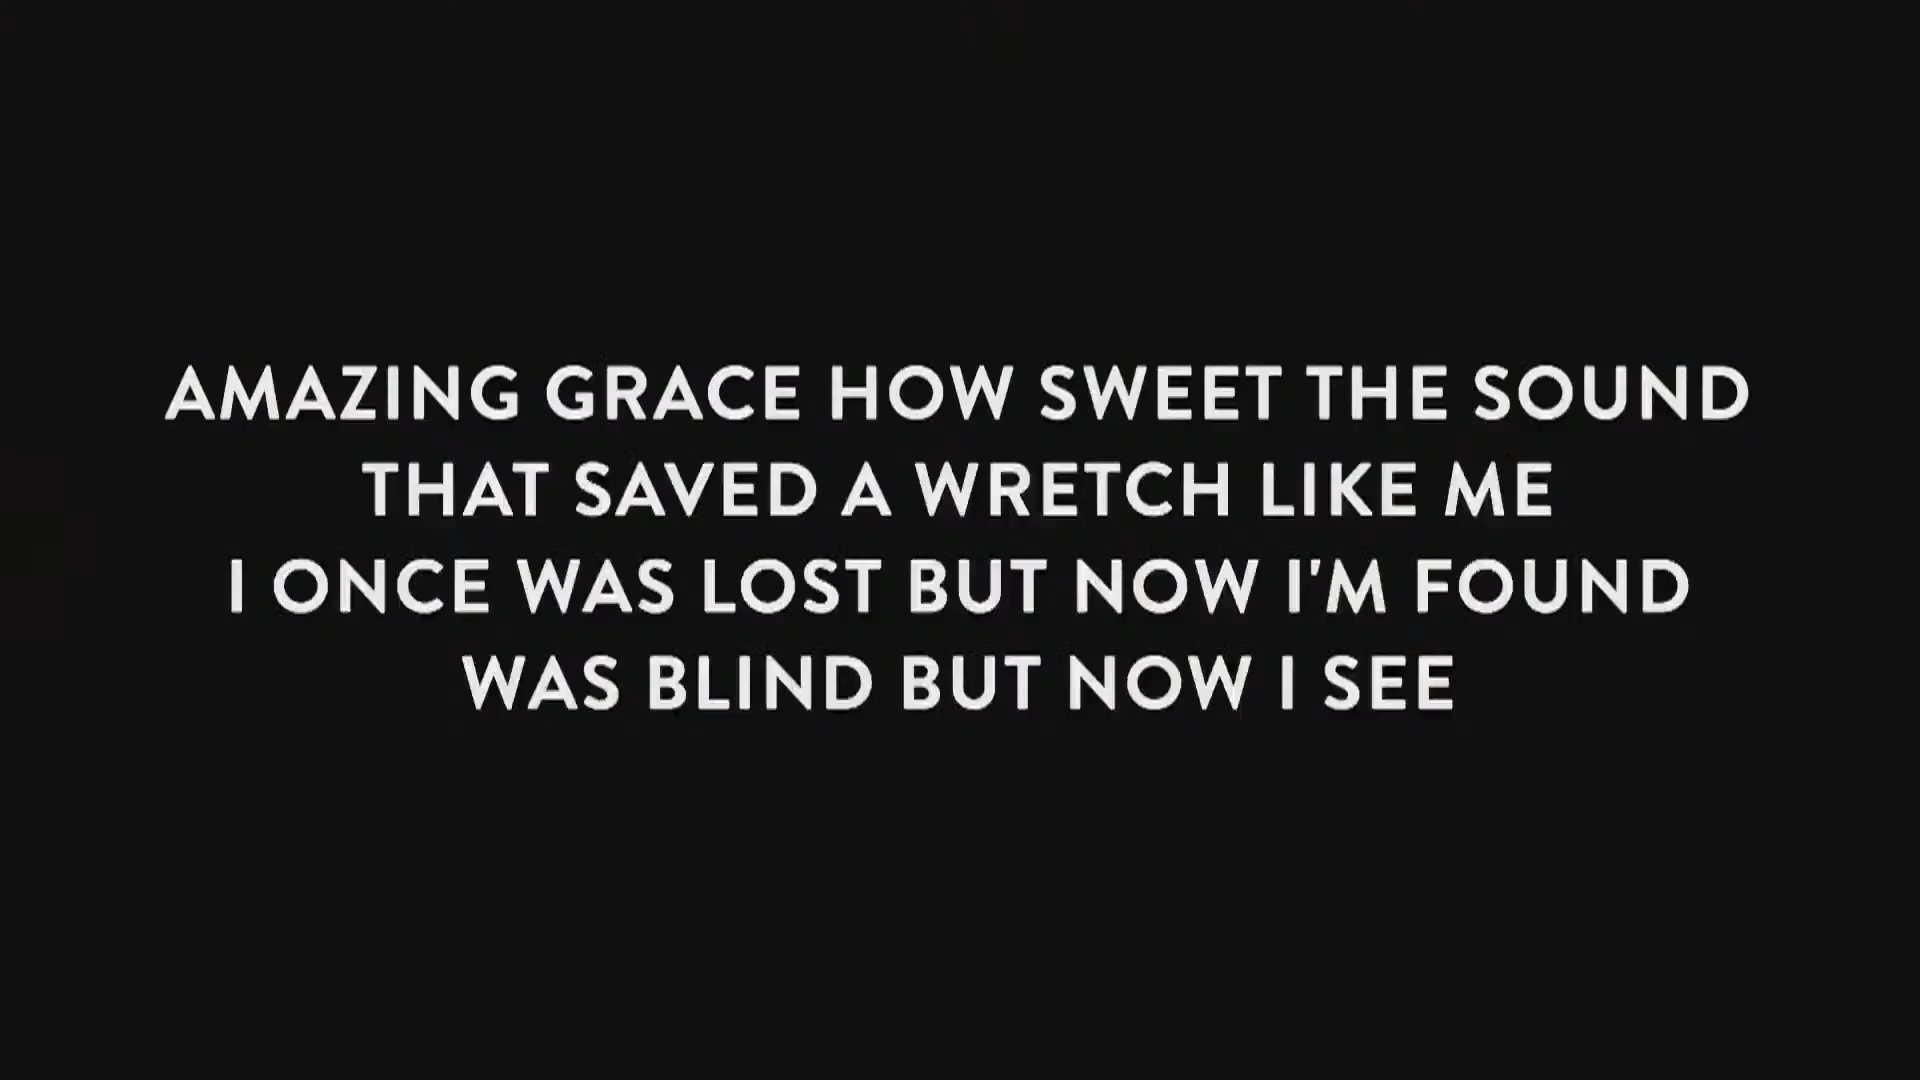 AMAZING GRACE HOW SWEET THE SOUND
THAT SAVED A WRETCH LIKE ME
I ONCE WAS LOST BUT NOW I'M FOUND
WAS BLIND BUT NOW I SEE